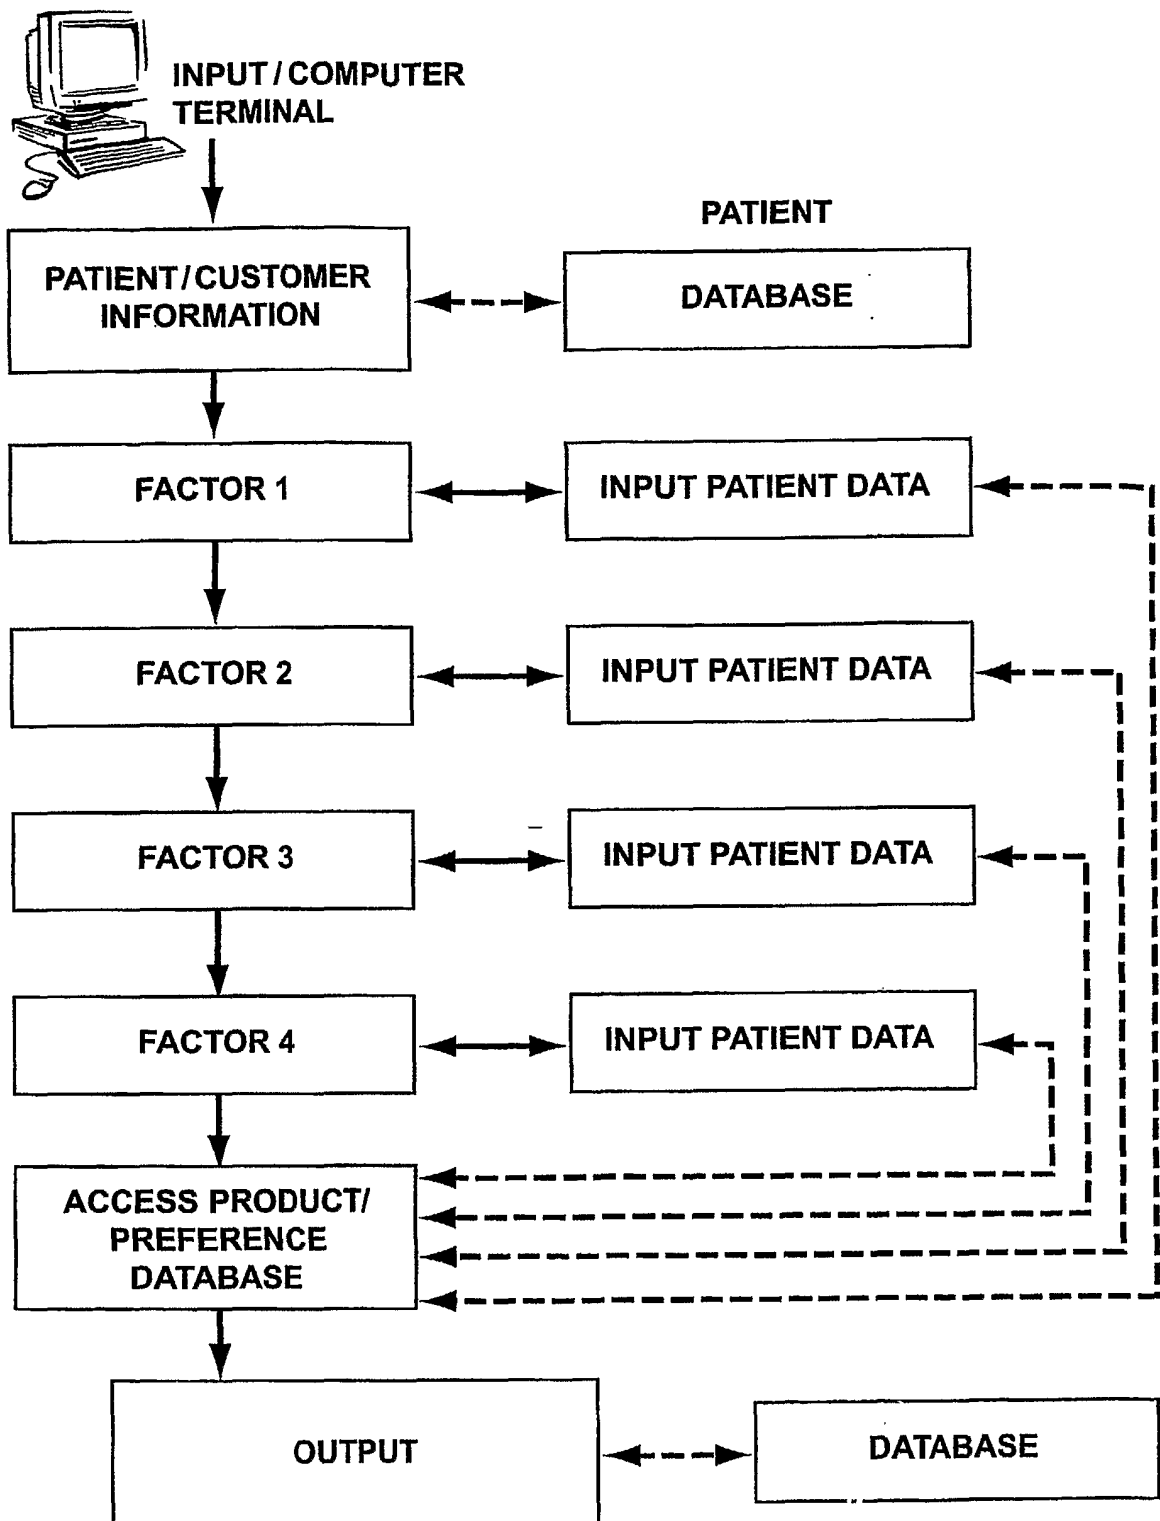 INPUT / COMPUTER
TERMINAL
PATIENT
PATIENT/CUSTOMER
INFORMATION
DATABASE
FACTOR 1
INPUT PATIENT DATA
FACTOR 2
INPUT PATIENT DATA
FACTOR 3
INPUT PATIENT DATA
FACTOR 4
INPUT PATIENT DATA
ACCESS PRODUCT/
PREFERENCE
DATABASE
OUTPUT
DATABASE